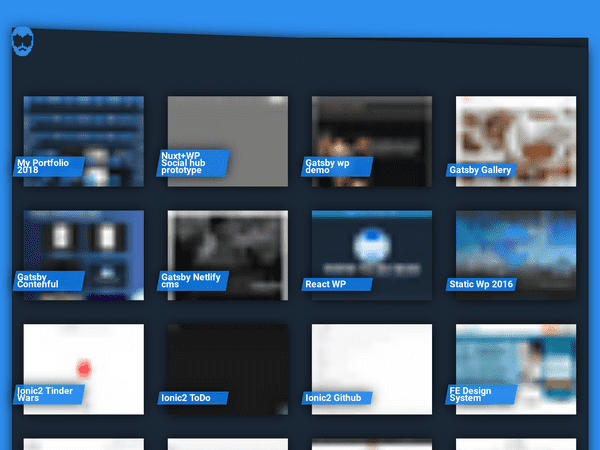 My Portfolio
2018
Nuxt+WP
Social hub
prototype
Gatsby wp
demo
Gatsby Gallery
Gatsby
Contenful
Gatsby Netlify
cms
React WP
Static Wp 2016
Ionic2 Tinder
Wars
Ionic2 ToDo
Ionic2 Github
FE Design
System